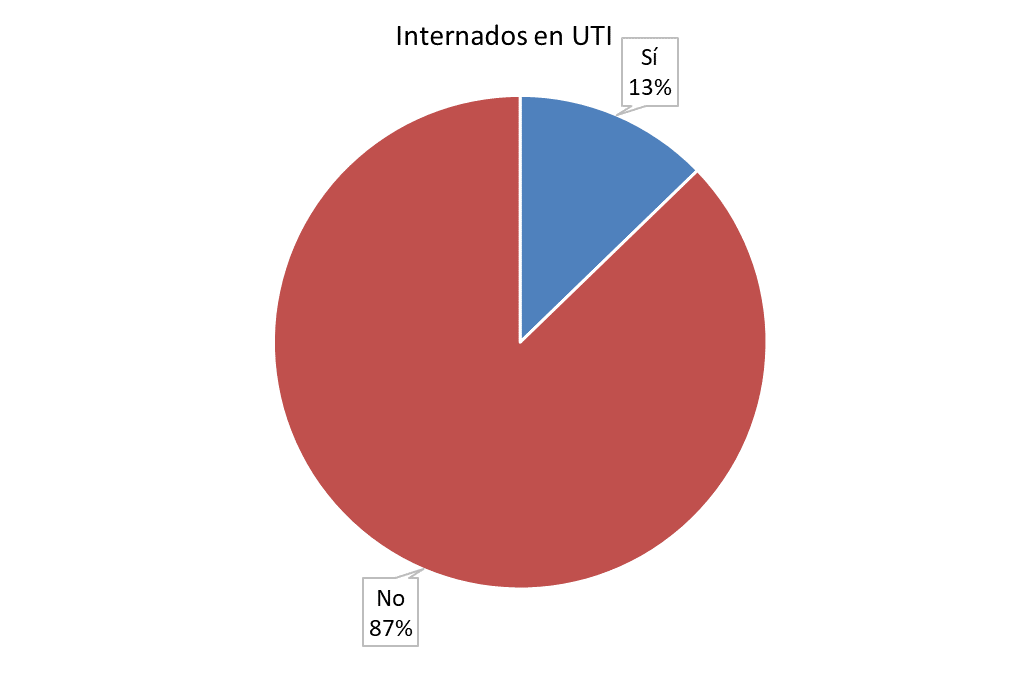 Internados en UTI
Sí
13%
No
87%